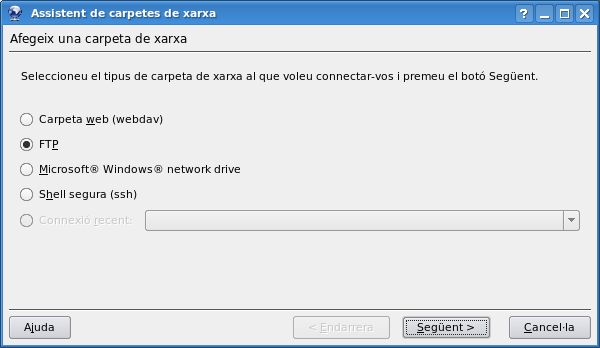 Assistent de carpetes de xarxa
Afegeix una carpeta de xarxa
Seleccioneu el tipus de carpeta de xarxa al que voleu connectar-vos i premeu el botó Següent.
Carpeta web (webdav)
FTP
Microsoft® Windows® network drive
Shell segura (ssh)
Connexió recent:
Ajuda
< Endarrera
Següent >
Cancel·la